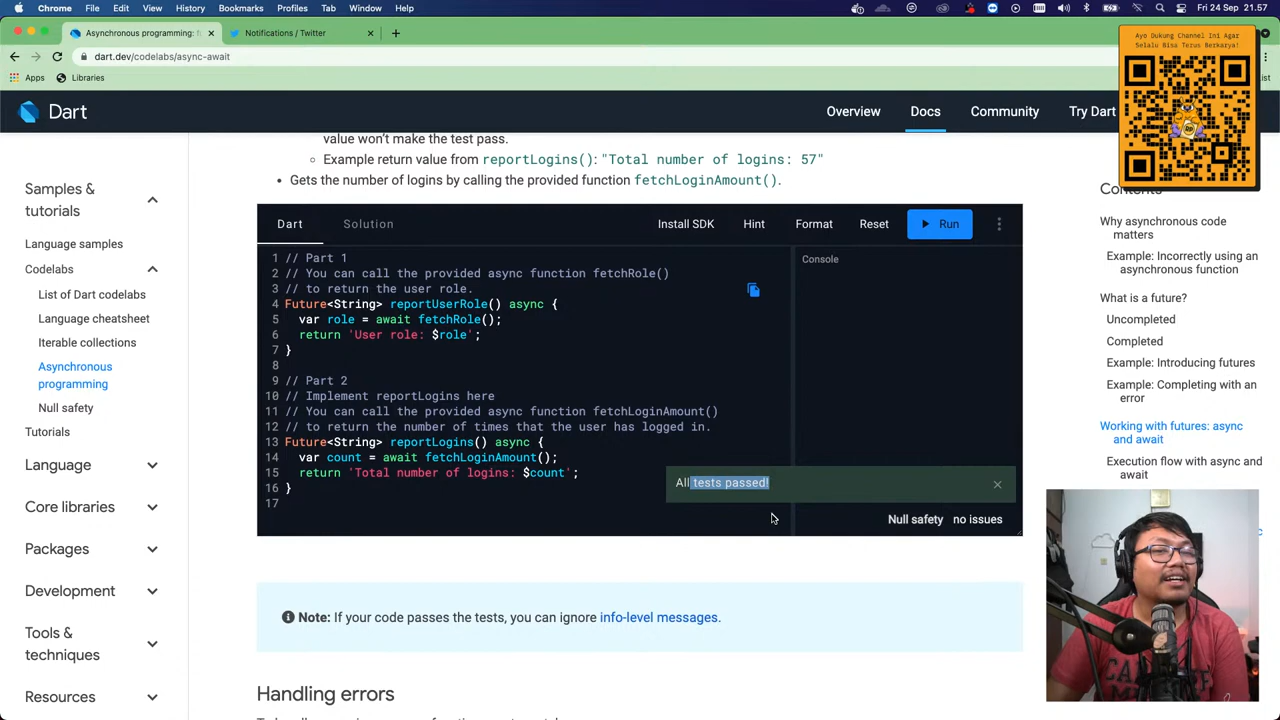 Chrome File Edit View History Bookmarks Profiles Tab Window Help
Fri 24 Sep 21.57
Asynchronous programming: f
Notifications / Twitter
dart.dev/codelabs/async-await
Apps
Libraries
Ayo Dukung Channel Ini Agar
Selalu Bisa Terus Berkarya!
Dart
Overview
Docs
Community
Try Dart
value won't make the test pass.
Example return value from reportLogins(): "Total number of logins: 57"
Gets the number of logins by calling the provided function fetchLoginAmount().
Samples &
tutorials
Language samples
Codelabs
List of Dart codelabs
Language cheatsheet
Iterable collections
Asynchronous
programming
Null safety
Tutorials
Language
Core libraries
Packages
Development
Tools &
techniques
Resources
Dart
Solution
Install SDK
Hint
Format
Reset
Run
1 // Part 1
2 // You can call the provided async function fetchRole()
3 // to return the user role.
4 Future<String> reportUserRole() async {
5 var role = await fetchRole();
6 return 'User role: $role';
7 }
8
9 // Part 2
10 // Implement reportLogins here
11 // You can call the provided async function fetchLoginAmount()
12 // to return the number of times that the user has logged in.
13 Future<String> reportLogins() async {
14 var count = await fetchLoginAmount();
15 return 'Total number of logins: $count';
16 }
17
Console
All tests passed!
Null safety no issues
Note: If your code passes the tests, you can ignore info-level messages.
Handling errors
Contents
Why asynchronous code
matters
Example: Incorrectly using an
asynchronous function
What is a future?
Uncompleted
Completed
Example: Introducing futures
Example: Completing with an
error
Working with futures: async
and await
Execution flow with async and
await